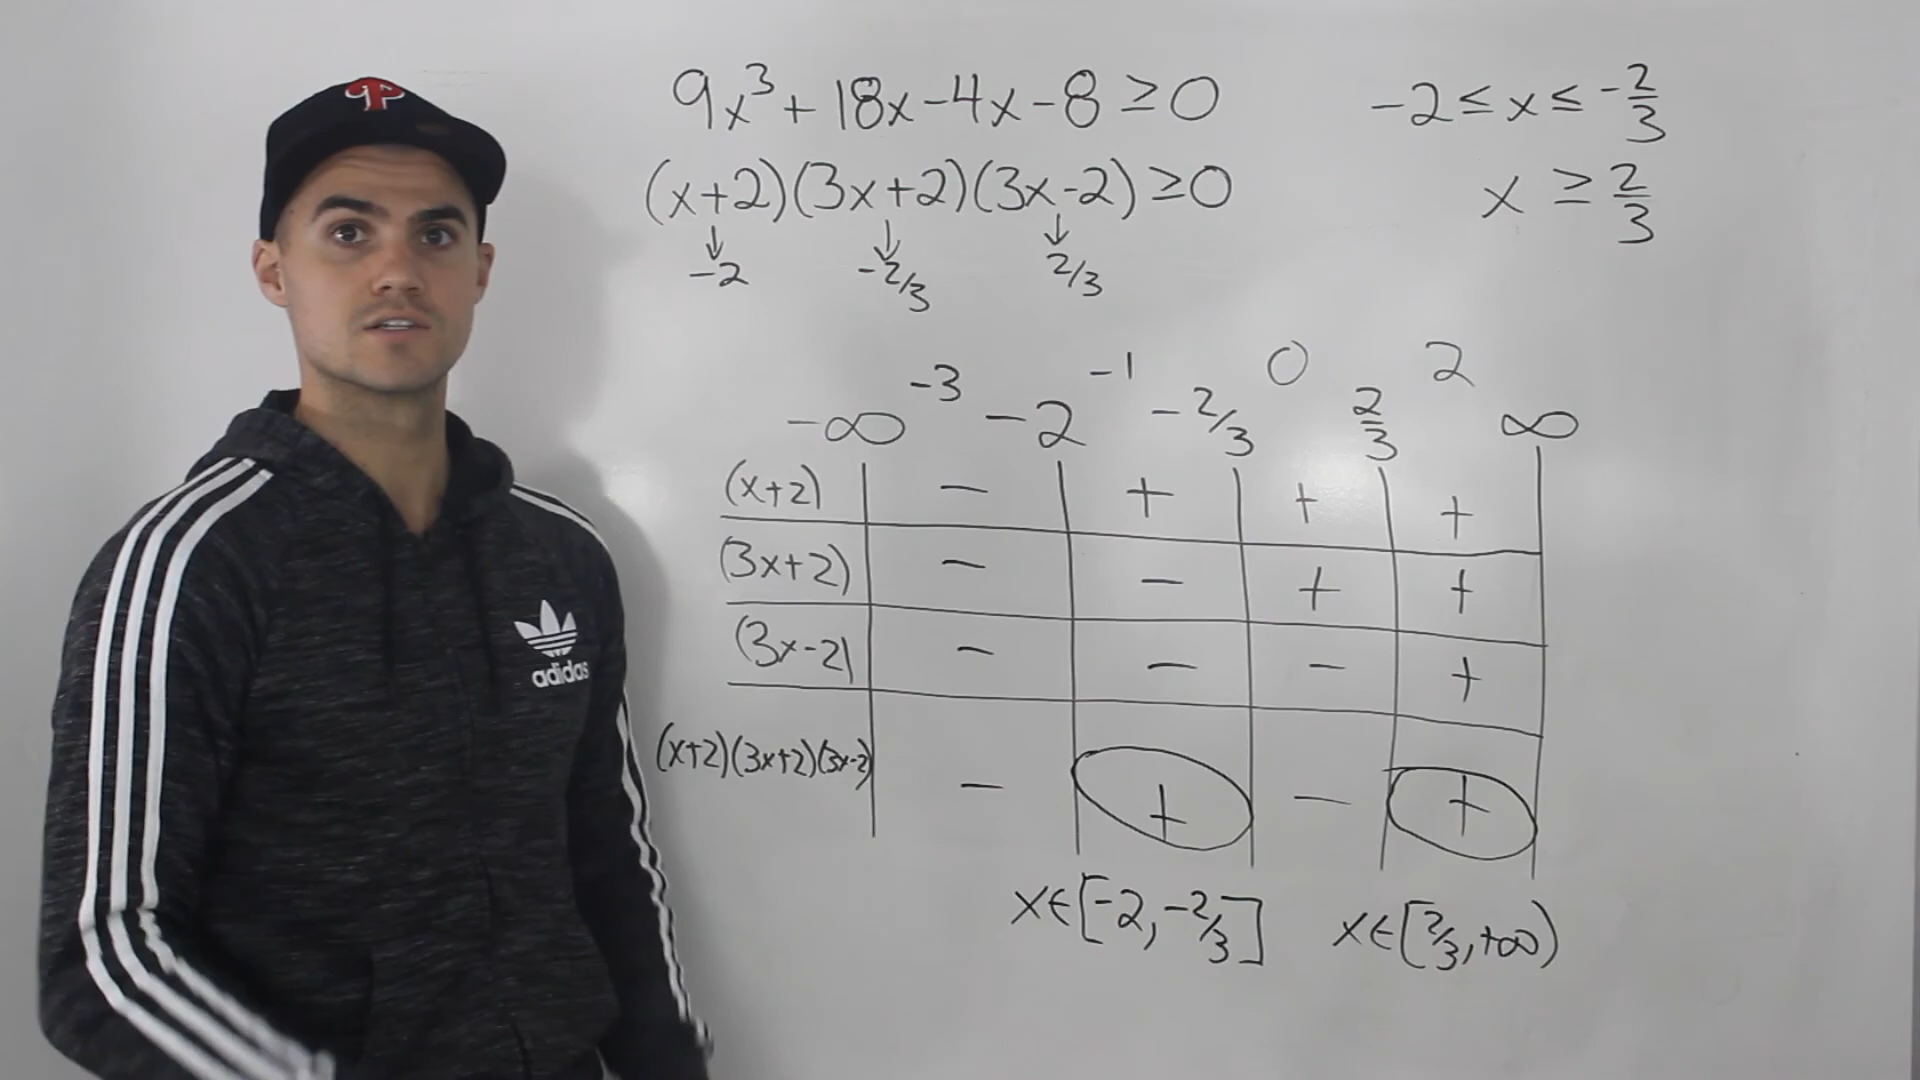 9x³ + 18x - 4x - 8 ≥ 0
(x+2)(3x+2)(3x-2) ≥ 0
↓ ↓ ↓
-2 -2/3 2/3
-2 ≤ x ≤ -2/3
x ≥ 2/3
-3 -1 0 2
-∞ -2 -2/3 2/3 ∞
(x+2) - + + +
(3x+2) - - + +
(3x-2) - - - +
(x+2)(3x+2)(3x-2) - + - +
x∈[-2, -2/3] x∈[2/3, +∞)
P
adidas